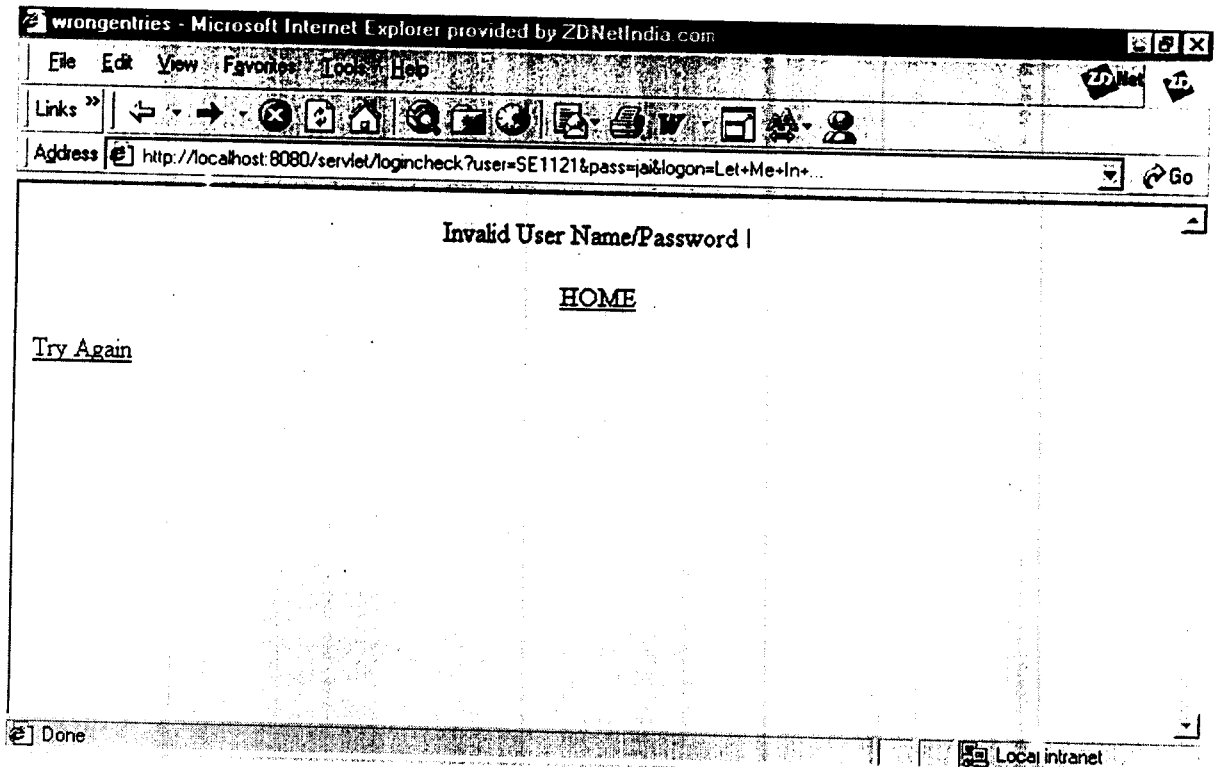 wrongentries - Microsoft Internet Explorer provided by ZDNetIndia.com
File Edit View Favorites Tools Help
ZDNet ZD
Links »
Address http://localhost:8080/servlet/logincheck?user=SE1121&pass=jai&logon=Let+Me+In+... Go
Invalid User Name/Password |
HOME
Try Again
Done
Local intranet